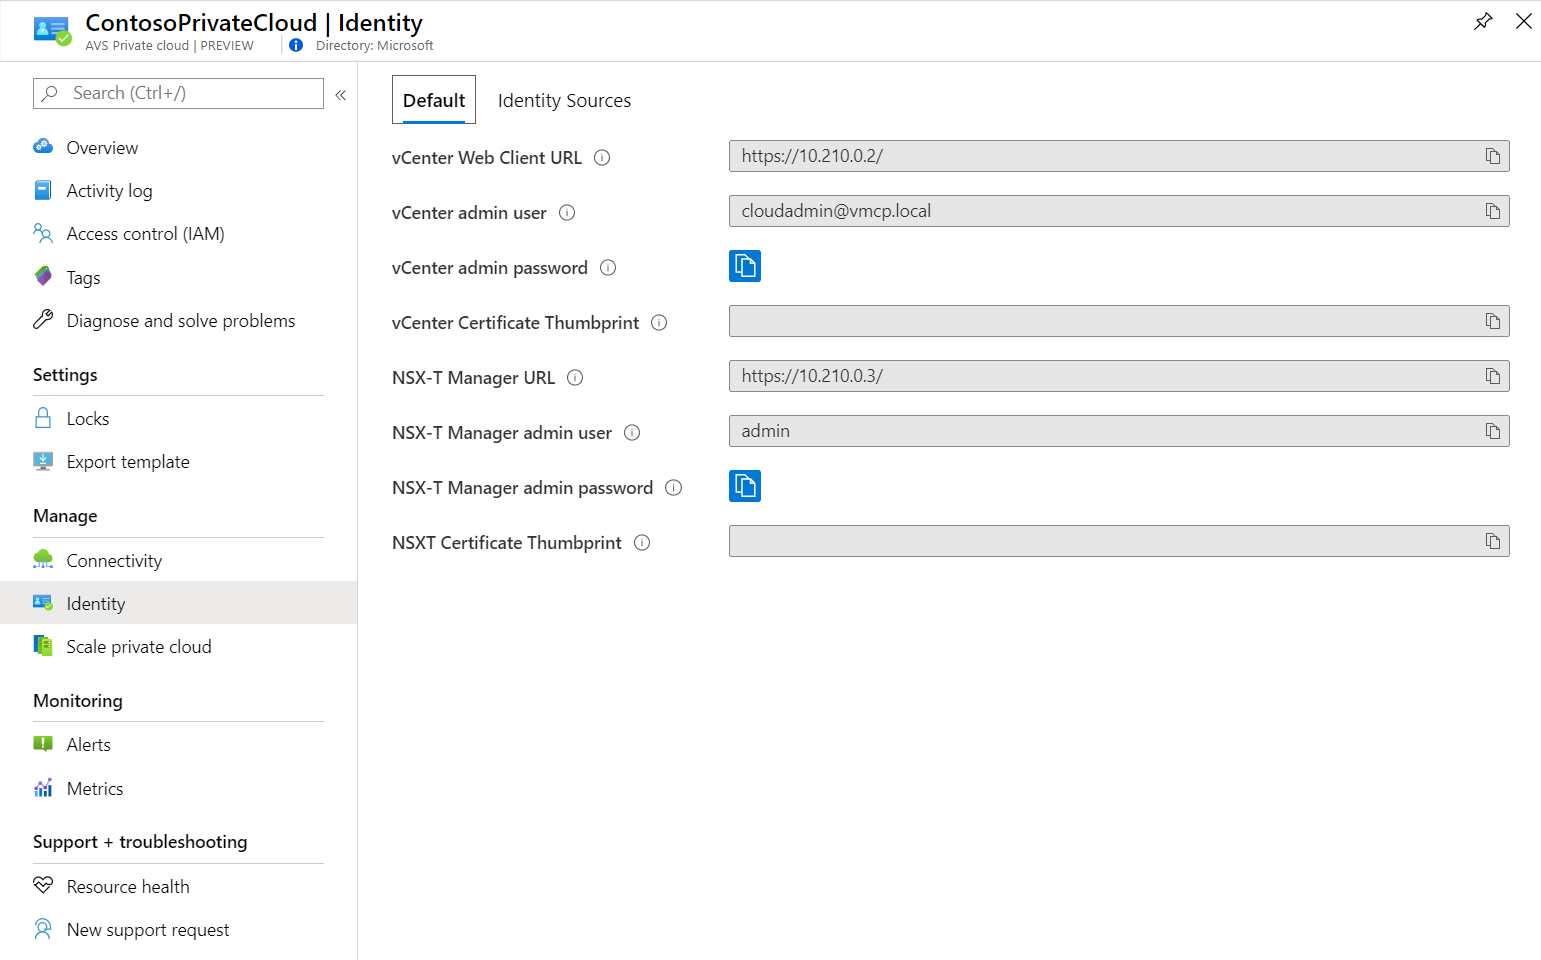 ContosoPrivateCloud | Identity
AVS Private cloud | PREVIEW
Directory: Microsoft
Search (Ctrl+/)
«
Overview
Activity log
Access control (IAM)
Tags
Diagnose and solve problems
Settings
Locks
Export template
Manage
Connectivity
Identity
Scale private cloud
Monitoring
Alerts
Metrics
Support + troubleshooting
Resource health
New support request
Default
Identity Sources
vCenter Web Client URL
https://10.210.0.2/
vCenter admin user
cloudadmin@vmcp.local
vCenter admin password
vCenter Certificate Thumbprint
NSX-T Manager URL
https://10.210.0.3/
NSX-T Manager admin user
admin
NSX-T Manager admin password
NSXT Certificate Thumbprint